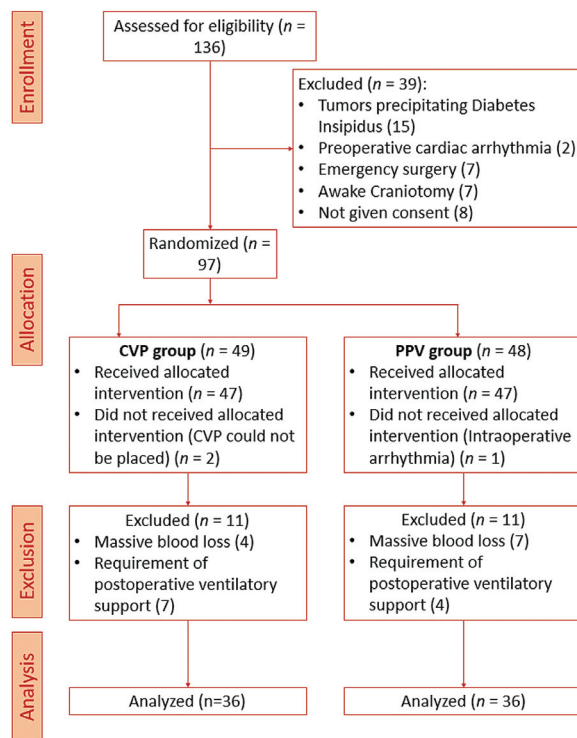 Enrollment
Assessed for eligibility (n =
136)
Excluded (n = 39):
• Tumors precipitating Diabetes
Insipidus (15)
• Preoperative cardiac arrhythmia (2)
• Emergency surgery (7)
• Awake Craniotomy (7)
• Not given consent (8)
Randomized (n =
97)
Allocation
CVP group (n = 49)
• Received allocated
intervention (n = 47)
• Did not received allocated
intervention (CVP could not
be placed) (n = 2)
PPV group (n = 48)
• Received allocated
intervention (n = 47)
• Did not received allocated
intervention (Intraoperative
arrhythmia) (n = 1)
Exclusion
Excluded (n = 11)
• Massive blood loss (4)
• Requirement of
postoperative ventilatory
support (7)
Excluded (n = 11)
• Massive blood loss (7)
• Requirement of
postoperative ventilatory
support (4)
Analysis
Analyzed (n=36)
Analyzed (n = 36)